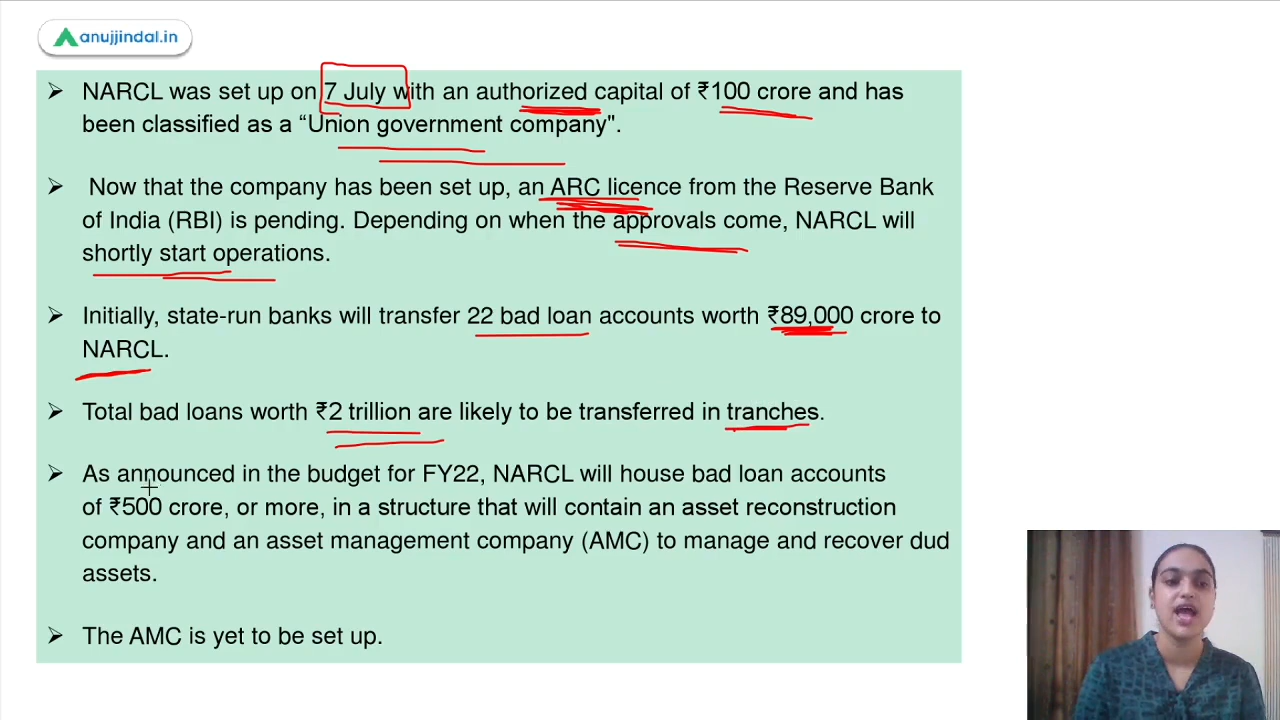 anujjindal.in
➢ NARCL was set up on 7 July with an authorized capital of ₹100 crore and has
been classified as a “Union government company".
➢ Now that the company has been set up, an ARC licence from the Reserve Bank
of India (RBI) is pending. Depending on when the approvals come, NARCL will
shortly start operations.
➢ Initially, state-run banks will transfer 22 bad loan accounts worth ₹89,000 crore to
NARCL.
➢ Total bad loans worth ₹2 trillion are likely to be transferred in tranches.
➢ As announced in the budget for FY22, NARCL will house bad loan accounts
of ₹500 crore, or more, in a structure that will contain an asset reconstruction
company and an asset management company (AMC) to manage and recover dud
assets.
➢ The AMC is yet to be set up.